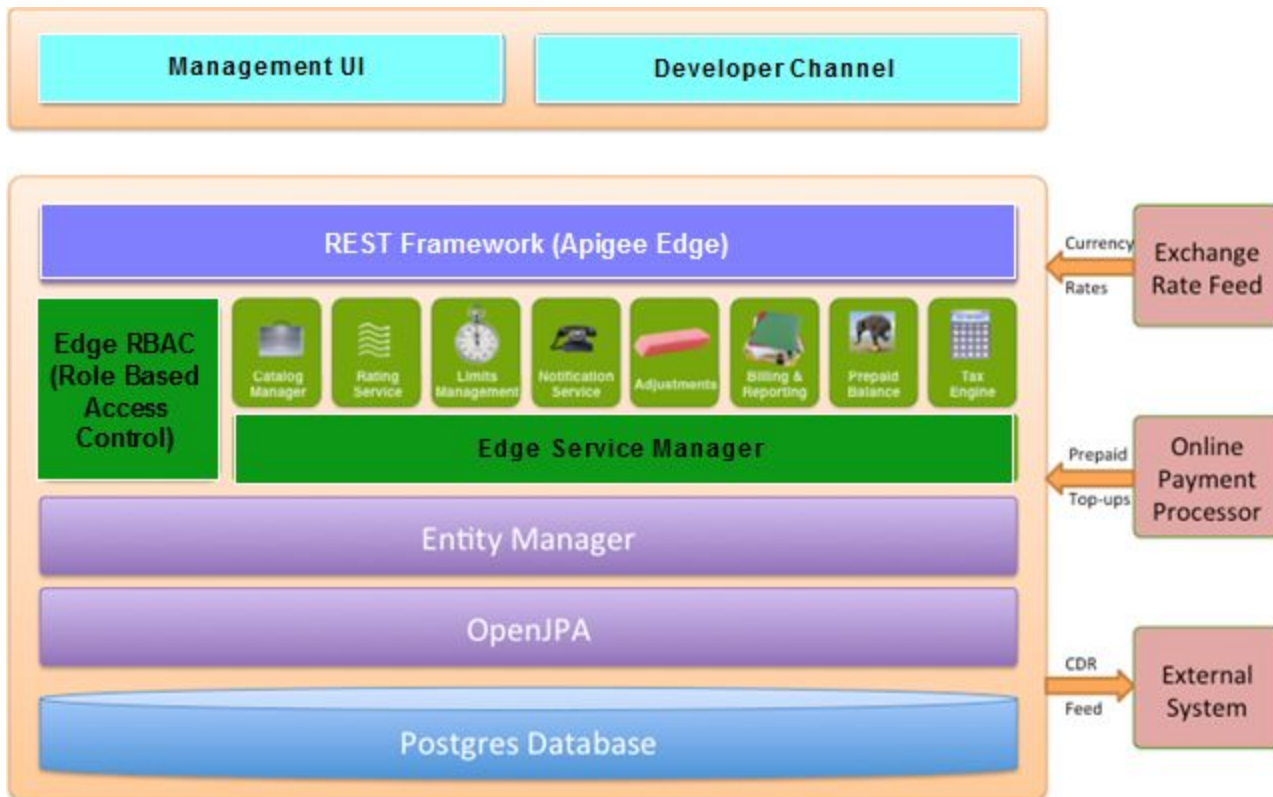 Management UI
Developer Channel
REST Framework (Apigee Edge)
Currency
Rates
Exchange
Rate Feed
Edge RBAC
(Role Based
Access
Control)
Catalog
Manager
Rating
Service
Limits
Management
Notification
Service
Adjustments
Billing &
Reporting
Prepaid
Balance
Tax
Engine
Edge Service Manager
Prepaid
Top-ups
Online
Payment
Processor
Entity Manager
OpenJPA
CDR
Feed
External
System
Postgres Database